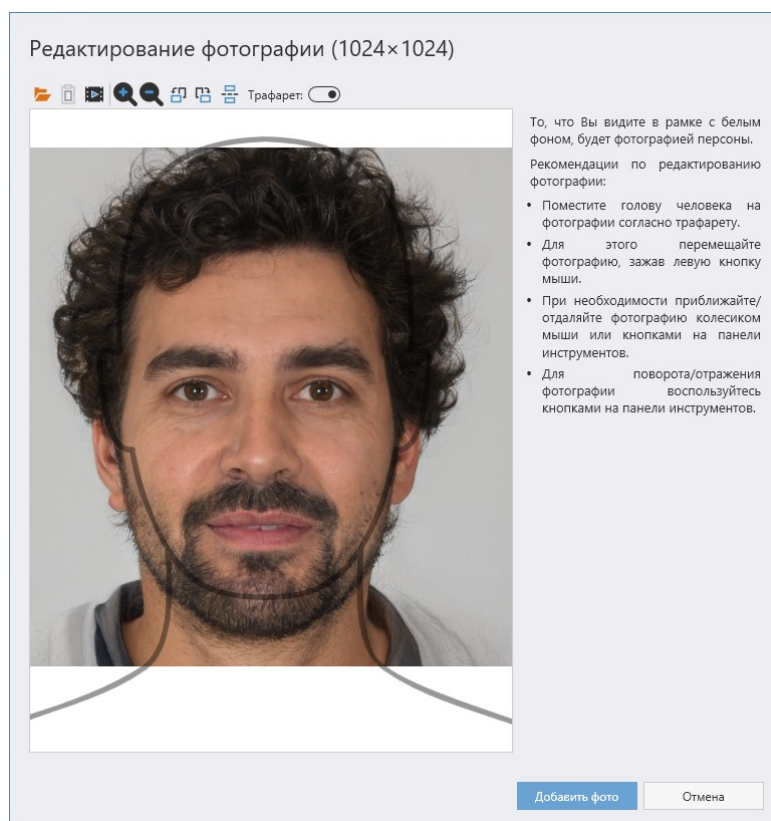 Редактирование фотографии (1024×1024)
Трафарет:
То, что Вы видите в рамке с белым
фоном, будет фотографией персоны.
Рекомендации по редактированию
фотографии:
• Поместите голову человека на
фотографии согласно трафарету.
• Для этого перемещайте
фотографию, зажав левую кнопку
мыши.
• При необходимости приближайте/
отдаляйте фотографию колесиком
мыши или кнопками на панели
инструментов.
• Для поворота/отражения
фотографии воспользуйтесь
кнопками на панели инструментов.
Добавить фото
Отмена